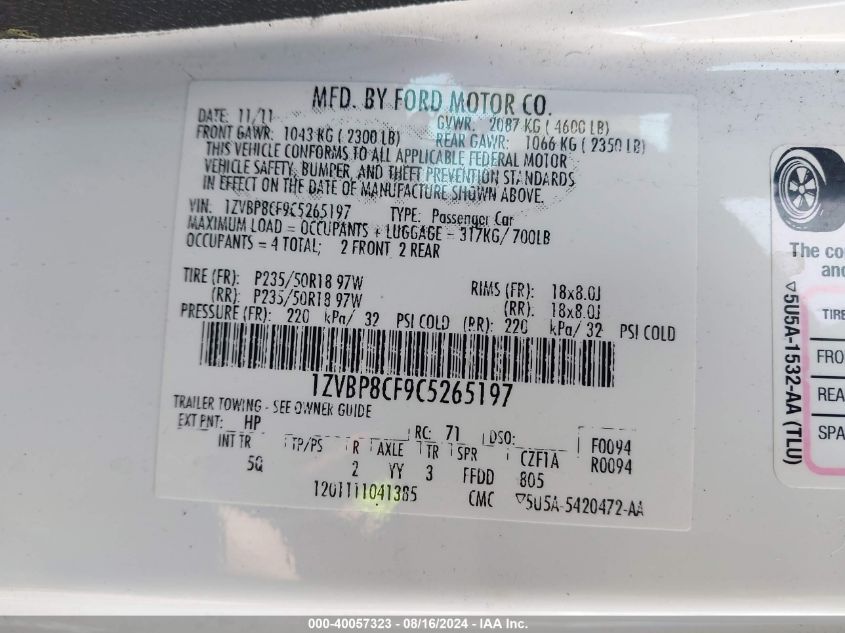 MFD. BY FORD MOTOR CO.
DATE: 11/11 GVWR: 2087 KG ( 4600 LB)
FRONT GAWR: 1043 KG ( 2300 LB) REAR GAWR: 1066 KG ( 2350 LB)
THIS VEHICLE CONFORMS TO ALL APPLICABLE FEDERAL MOTOR
VEHICLE SAFETY, BUMPER, AND THEFT PREVENTION STANDARDS
IN EFFECT ON THE DATE OF MANUFACTURE SHOWN ABOVE.
VIN: 1ZVBP8CF9C5265197 TYPE: Passenger Car
MAXIMUM LOAD = OCCUPANTS + LUGGAGE = 317KG/ 700LB
OCCUPANTS = 4 TOTAL; 2 FRONT 2 REAR
TIRE (FR): P235/50R18 97W RIMS (FR): 18x8.0J
(RR): P235/50R18 97W (RR): 18x8.0J
PRESSURE (FR): 220 kPa/ 32 PSI COLD (RR): 220 kPa/ 32 PSI COLD
1ZVBP8CF9C5265197
TRAILER TOWING - SEE OWNER GUIDE
EXT PNT: HP RC: 71 DSO: F0094
INT TR TP/PS R AXLE TR SPR CZF1A R0094
5Q 2 YY 3 FFDD 805
1201111041385 CMC ▽5U5A-5420472-AA
The co
an
▽5U5A-1532-AA (TLU)
TIRE
FRO
REA
SPA
000-40057323 - 08/16/2024 - IAA Inc.